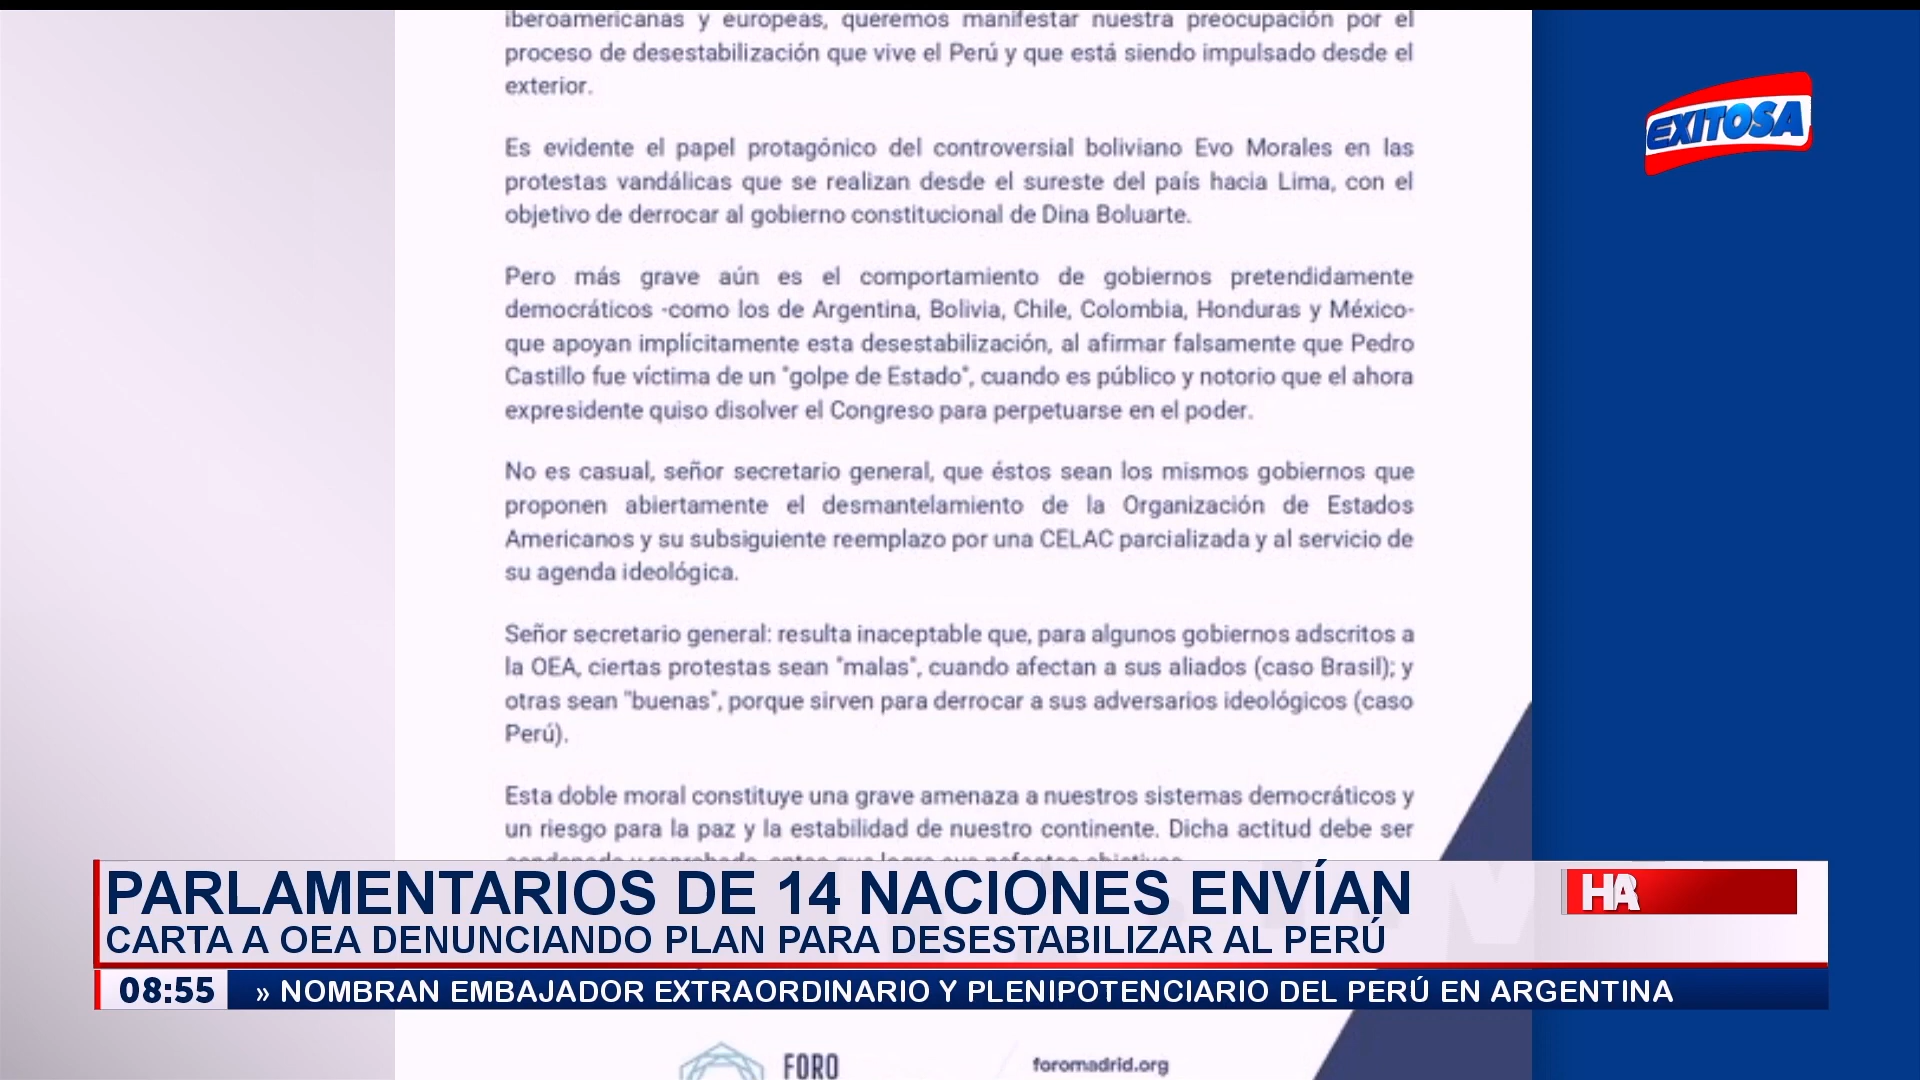 iberoamericanas y europeas, queremos manifestar nuestra preocupación por el
proceso de desestabilización que vive el Perú y que está siendo impulsado desde el
exterior.
Es evidente el papel protagónico del controversial boliviano Evo Morales en las
protestas vandálicas que se realizan desde el sureste del país hacia Lima, con el
objetivo de derrocar al gobierno constitucional de Dina Boluarte.
Pero más grave aún es el comportamiento de gobiernos pretendidamente
democráticos -como los de Argentina, Bolivia, Chile, Colombia, Honduras y México-
que apoyan implícitamente esta desestabilización, al afirmar falsamente que Pedro
Castillo fue víctima de un "golpe de Estado", cuando es público y notorio que el ahora
expresidente quiso disolver el Congreso para perpetuarse en el poder.
No es casual, señor secretario general, que éstos sean los mismos gobiernos que
proponen abiertamente el desmantelamiento de la Organización de Estados
Americanos y su subsiguiente reemplazo por una CELAC parcializada y al servicio de
su agenda ideológica.
Señor secretario general: resulta inaceptable que, para algunos gobiernos adscritos a
la OEA, ciertas protestas sean "malas", cuando afectan a sus aliados (caso Brasil); y
otras sean "buenas", porque sirven para derrocar a sus adversarios ideológicos (caso
Perú).
Esta doble moral constituye una grave amenaza a nuestros sistemas democráticos y
un riesgo para la paz y la estabilidad de nuestro continente. Dicha actitud debe ser
EXITOSA
PARLAMENTARIOS DE 14 NACIONES ENVÍAN
CARTA A OEA DENUNCIANDO PLAN PARA DESESTABILIZAR AL PERÚ
08:55 » NOMBRAN EMBAJADOR EXTRAORDINARIO Y PLENIPOTENCIARIO DEL PERÚ EN ARGENTINA
FORO
foromadrid.org